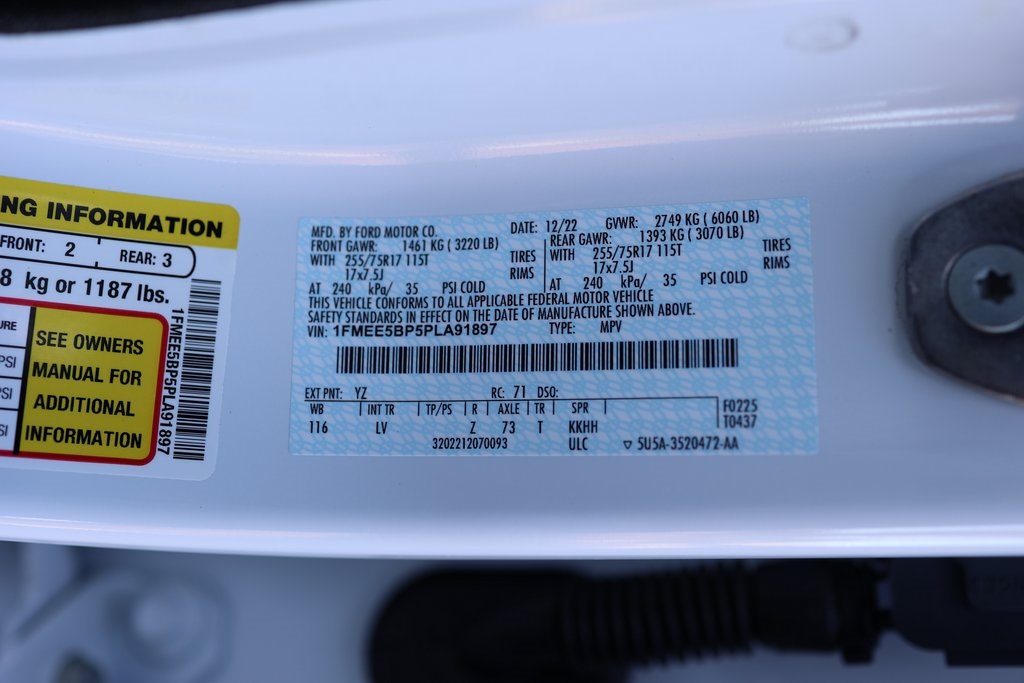 NG INFORMATION
FRONT: 2 REAR: 3
8 kg or 1187 lbs.
URE
PSI
PSI
SI
SEE OWNERS
MANUAL FOR
ADDITIONAL
INFORMATION
1FMEE5BP5PLA91897
MFD. BY FORD MOTOR CO. DATE: 12/22 GVWR: 2749 KG ( 6060 LB)
FRONT GAWR: 1461 KG ( 3220 LB) REAR GAWR: 1393 KG ( 3070 LB)
WITH 255/75R17 115T TIRES WITH 255/75R17 115T TIRES
17x7.5J RIMS 17x7.5J RIMS
AT 240 kPa/ 35 PSI COLD AT 240 kPa/ 35 PSI COLD
THIS VEHICLE CONFORMS TO ALL APPLICABLE FEDERAL MOTOR VEHICLE
SAFETY STANDARDS IN EFFECT ON THE DATE OF MANUFACTURE SHOWN ABOVE.
VIN: 1FMEE5BP5PLA91897 TYPE: MPV
EXT PNT: YZ RC: 71 DSO:
WB INT TR TP/PS R AXLE TR SPR F0225
116 LV Z 73 T KKHH T0437
3202212070093 ULC ▽ 5U5A-3520472-AA